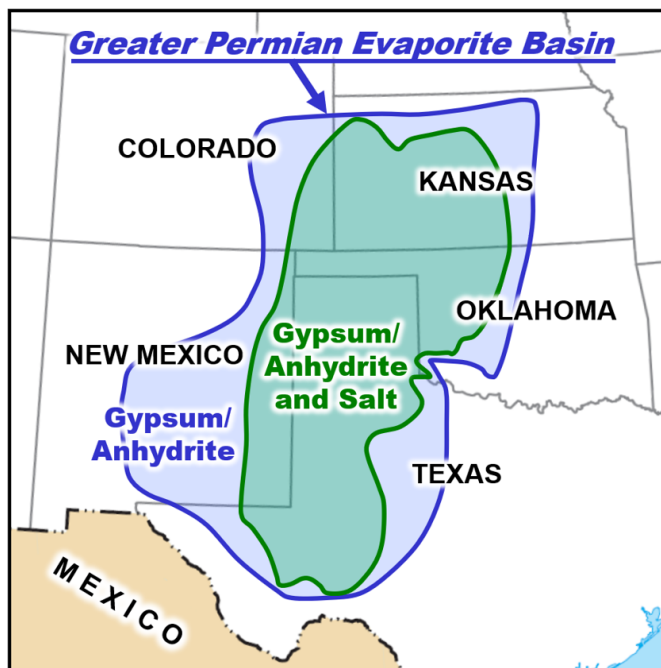 Greater Permian Evaporite Basin
COLORADO
KANSAS
OKLAHOMA
NEW MEXICO
Gypsum/
Anhydrite
and Salt
Gypsum/
Anhydrite
TEXAS
MEXICO